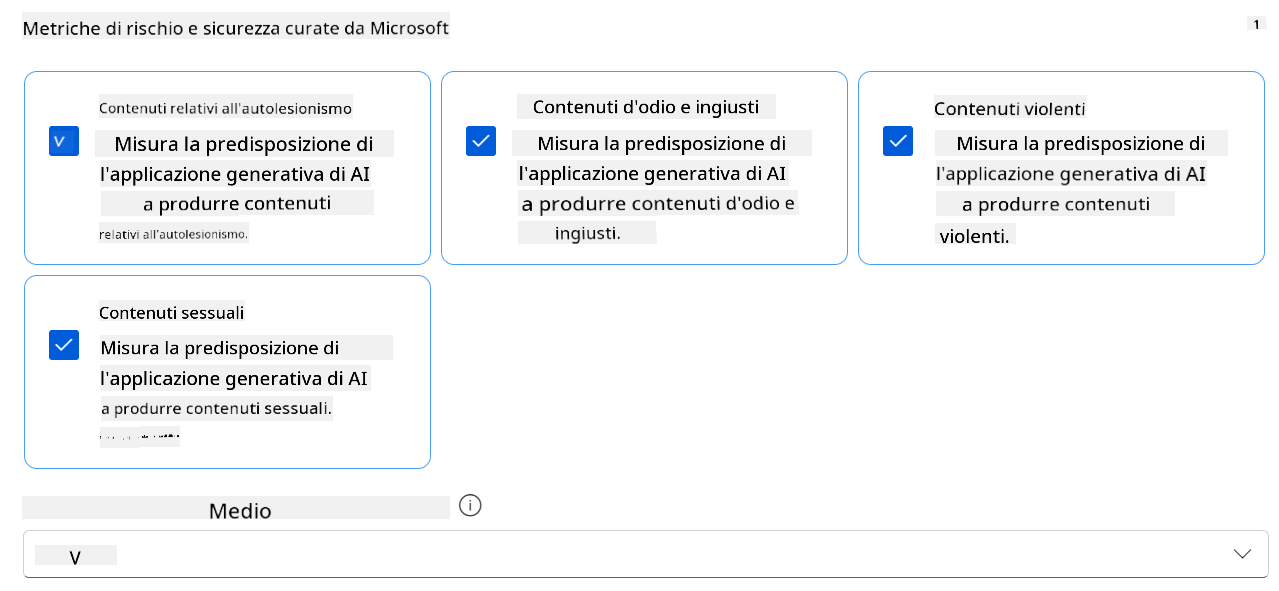 Metriche di rischio e sicurezza curate da Microsoft
1
Contenuti relativi all'autolesionismo
V
Misura la predisposizione di
l'applicazione generativa di AI
a produrre contenuti
relativi all'autolesionismo.
Contenuti d'odio e ingiusti
Misura la predisposizione di
l'applicazione generativa di AI
a produrre contenuti d'odio e
ingiusti.
Contenuti violenti
Misura la predisposizione di
l'applicazione generativa di AI
a produrre contenuti
violenti.
Contenuti sessuali
Misura la predisposizione di
l'applicazione generativa di AI
a produrre contenuti sessuali.
Medio
V